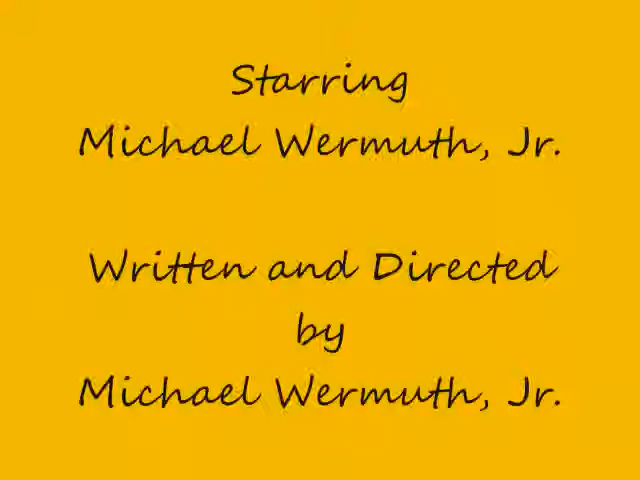 Starring
Michael Wermuth, Jr.
Written and Directed
by
Michael Wermuth, Jr.